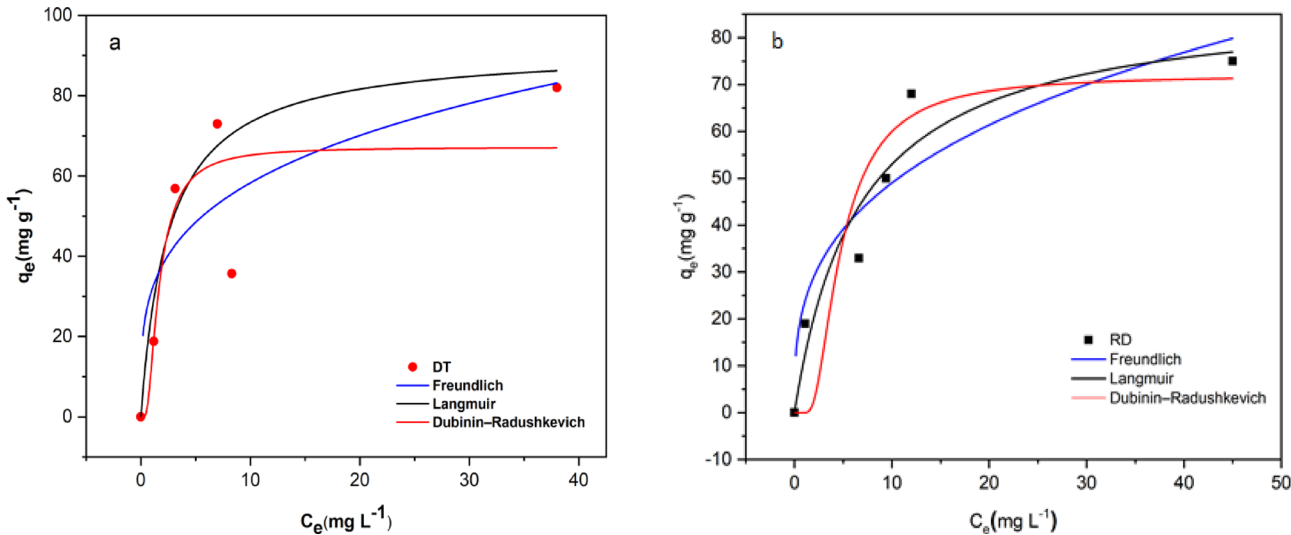 a
100
80
60
40
20
0
qe(mg g-1)
DT
Freundlich
Langmuir
Dubinin–Radushkevich
0
10
20
30
40
Ce(mg L-1)
b
80
70
60
50
40
30
20
10
0
-10
qe(mg g-1)
RD
Freundlich
Langmuir
Dubinin–Radushkevich
0
10
20
30
40
50
Ce(mg L-1)